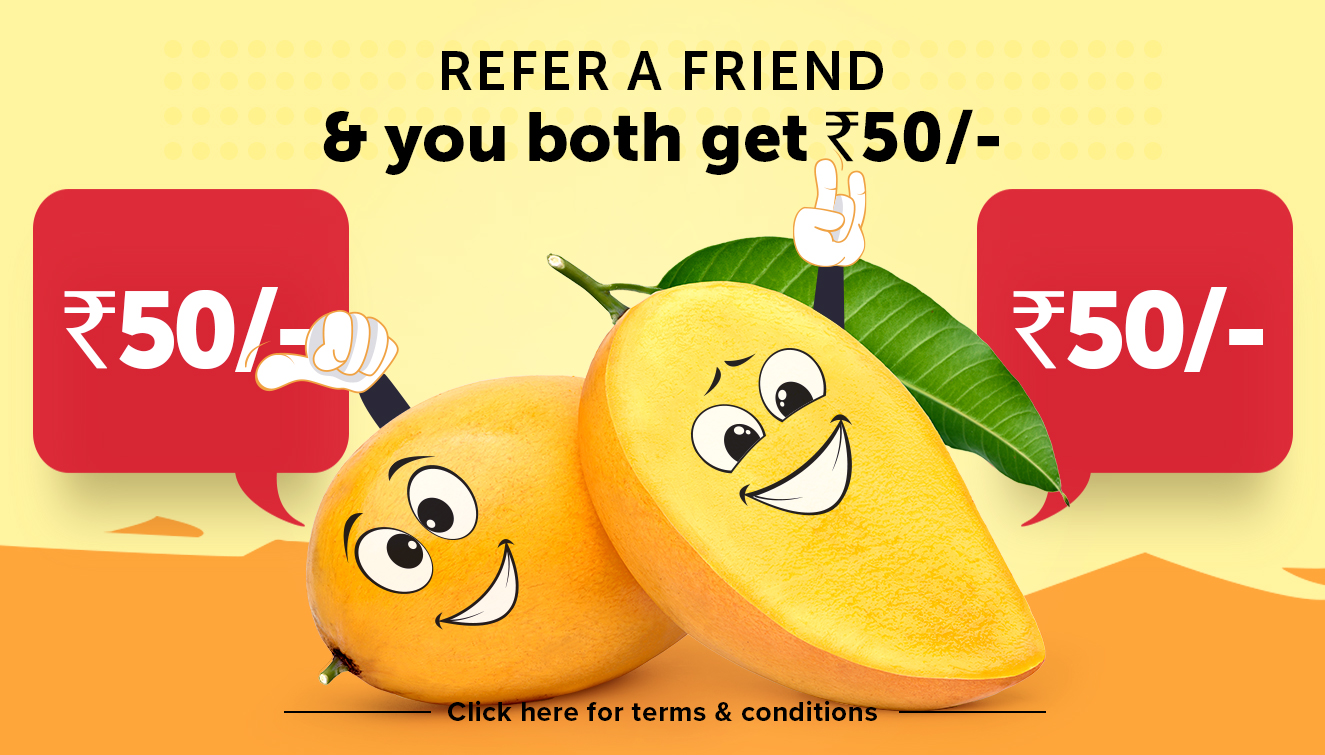 REFER A FRIEND
& you both get ₹50/-
₹50/-
₹50/-
Click here for terms & conditions